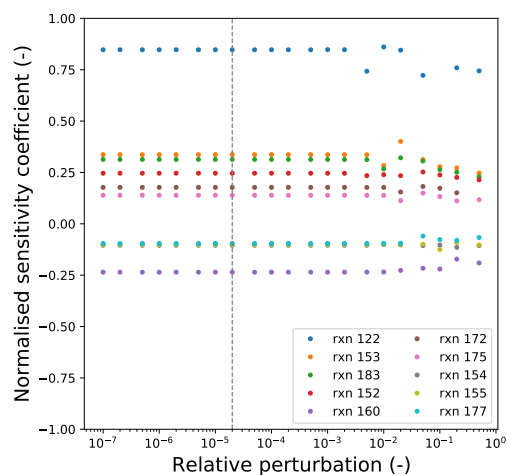 1.00
0.75
0.50
0.25
0.00
−0.25
−0.50
−0.75
−1.00
Normalised sensitivity coefficient (-)
10⁻⁷ 10⁻⁶ 10⁻⁵ 10⁻⁴ 10⁻³ 10⁻² 10⁻¹ 10⁰
Relative perturbation (-)
rxn 122
rxn 153
rxn 183
rxn 152
rxn 160
rxn 172
rxn 175
rxn 154
rxn 155
rxn 177